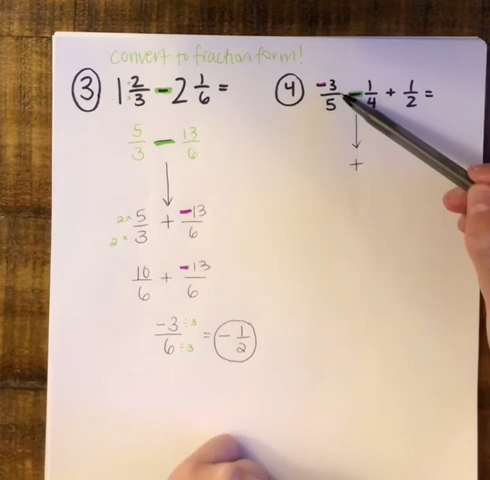 convert to fraction form!
③ 1 2/3 - 2 1/6 =
5/3 - 13/6
2× 5/3 + -13/6
2×
10/6 + -13/6
-3/6 ÷3 = -1/2
÷3
④ -3/5 - 1/4 + 1/2 =
+